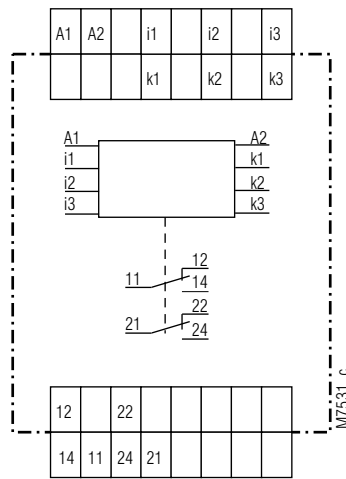 A1 A2 i1 i2 i3
k1 k2 k3
A1 A2
i1 k1
i2 k2
i3 k3
12
11 14
22
21 24
12 22
14 11 24 21
M7531_c